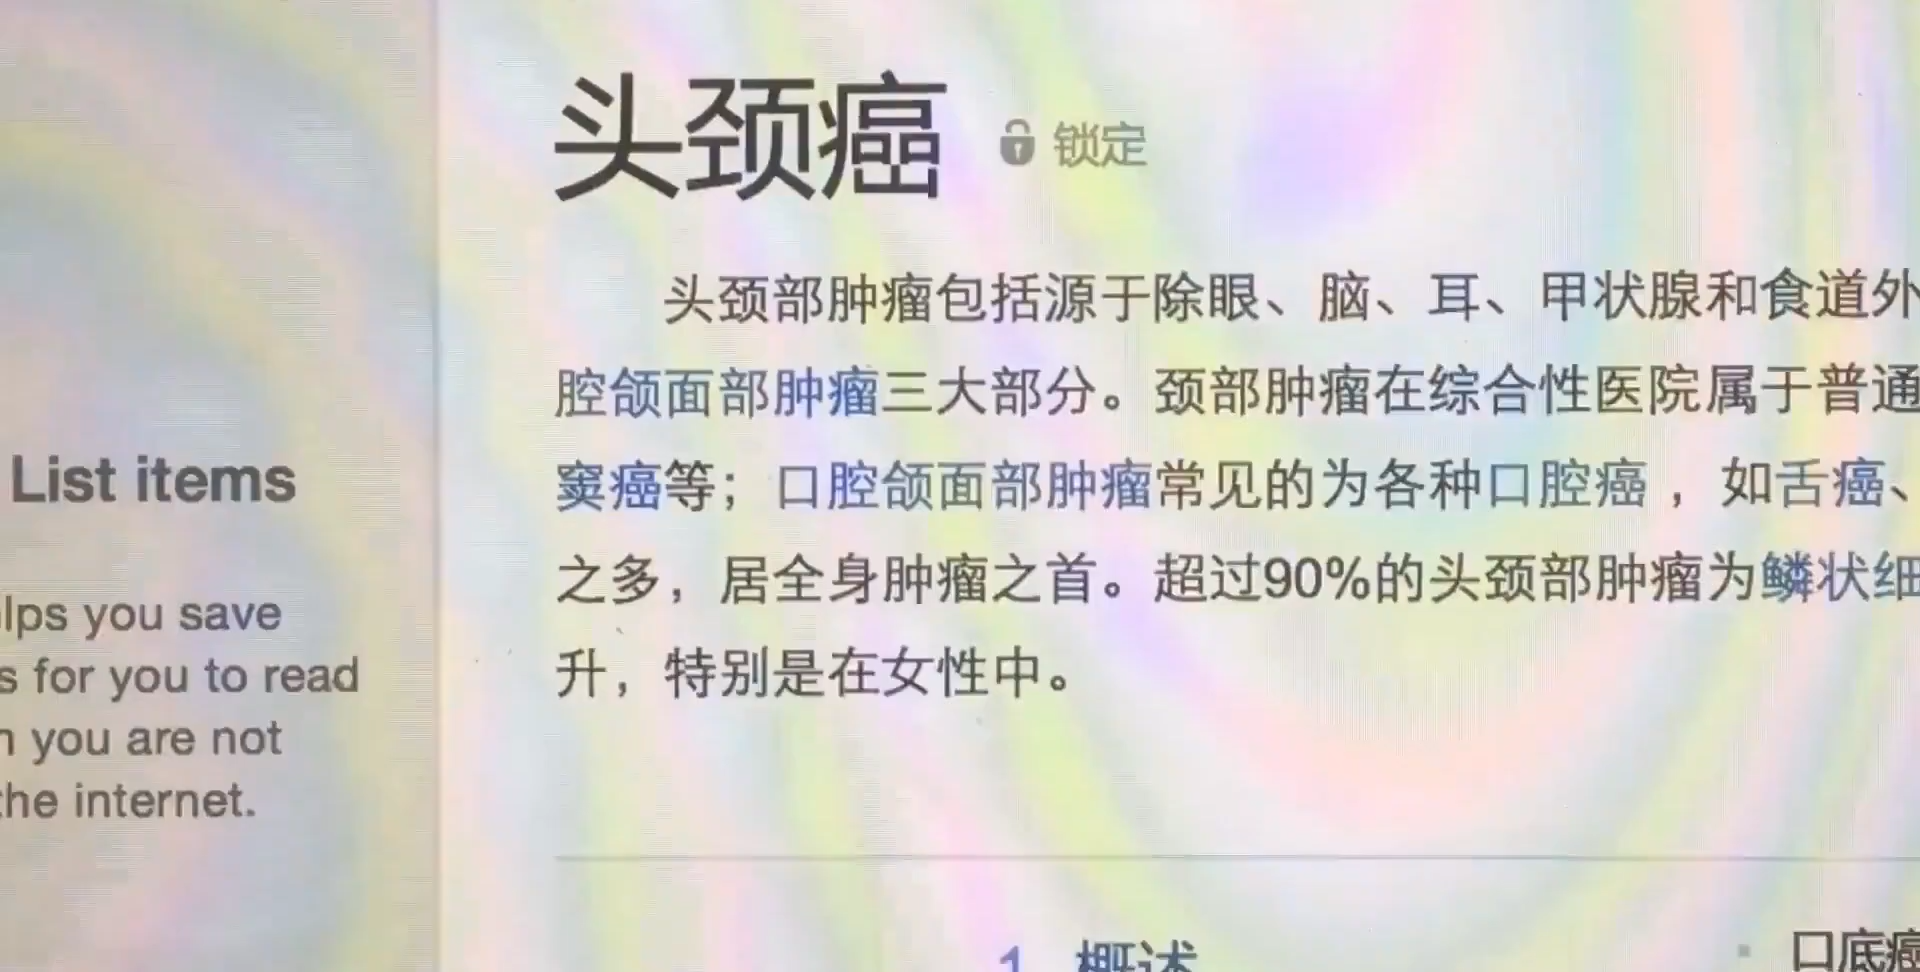 头颈癌 锁定
头颈部肿瘤包括源于除眼、脑、耳、甲状腺和食道外
腔颌面部肿瘤三大部分。颈部肿瘤在综合性医院属于普通
窦癌等；口腔颌面部肿瘤常见的为各种口腔癌，如舌癌、
之多，居全身肿瘤之首。超过90%的头颈部肿瘤为鳞状细
升，特别是在女性中。
1 概述
口底癌
List items
lps you save
s for you to read
n you are not
the internet.